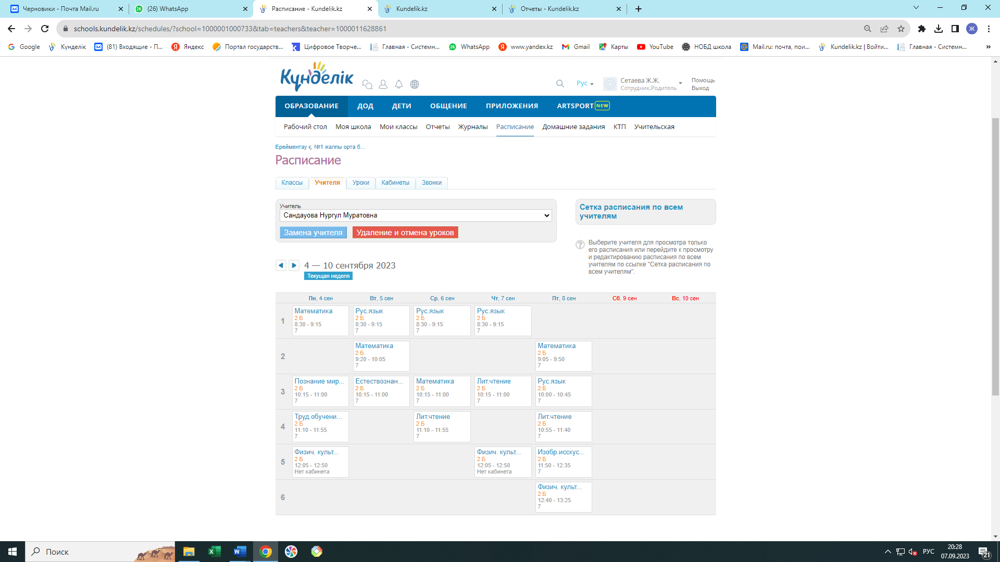 Черновики - Почта Mail.ru
(26) WhatsApp
Расписание - Kundelik.kz
Kundelik.kz
Отчеты - Kundelik.kz
schools.kundelik.kz/schedules/?school=1000001000733&tab=teachers&teacher=1000011628861
Ж
Google
Күнделік
(81) Входящие - П...
Яндекс
Портал государств...
Цифровое Творче...
Главная - Системн...
WhatsApp
www.yandex.kz
Gmail
Карты
YouTube
НОБД школа
Mail.ru: почта, пои...
Kundelik.kz | Войти...
Главная - Системн...
»
Күнделік
Рус
Сетаева Ж.Ж.
Сотрудник,Родитель
Помощь
Выход
ОБРАЗОВАНИЕ ДОД ДЕТИ ОБЩЕНИЕ ПРИЛОЖЕНИЯ ARTSPORT NEW
Рабочий стол Моя школа Мои классы Отчеты Журналы Расписание Домашние задания КТП Учительская
Ерейментау қ. №1 жалпы орта б...
Расписание
Классы Учителя Уроки Кабинеты Звонки
Учитель
Сандауова Нургул Муратовна
Замена учителя Удаление и отмена уроков
Сетка расписания по всем
учителям
Выберите учителя для просмотра только
его расписания или перейдите к просмотру
и редактированию расписания по всем
учителям по ссылке "Сетка расписания по
всем учителям".
4 — 10 сентября 2023
Текущая неделя
Пн, 4 сен Вт, 5 сен Ср, 6 сен Чт, 7 сен Пт, 8 сен Сб, 9 сен Вс, 10 сен
1
Математика Рус.язык Рус.язык Рус.язык
2 Б 2 Б 2 Б 2 Б
8:30 - 9:15 8:30 - 9:15 8:30 - 9:15 8:30 - 9:15
7 7 7 7
2
Математика Математика
2 Б 2 Б
9:20 - 10:05 9:05 - 9:50
7 7
3
Познание мир... Естествознан... Математика Лит.чтение Рус.язык
2 Б 2 Б 2 Б 2 Б 2 Б
10:15 - 11:00 10:15 - 11:00 10:15 - 11:00 10:15 - 11:00 10:00 - 10:45
7 7 7 7 7
4
Труд.обучени... Лит.чтение Лит.чтение
2 Б 2 Б 2 Б
11:10 - 11:55 11:10 - 11:55 10:55 - 11:40
7 7 7
5
Физич. культ... Физич. культ... Изобр.исскус...
2 Б 2 Б 2 Б
12:05 - 12:50 12:05 - 12:50 11:50 - 12:35
Нет кабинета Нет кабинета 7
6
Физич. культ...
2 Б
12:40 - 13:25
7
Поиск
РУС
20:28
07.09.2023
21